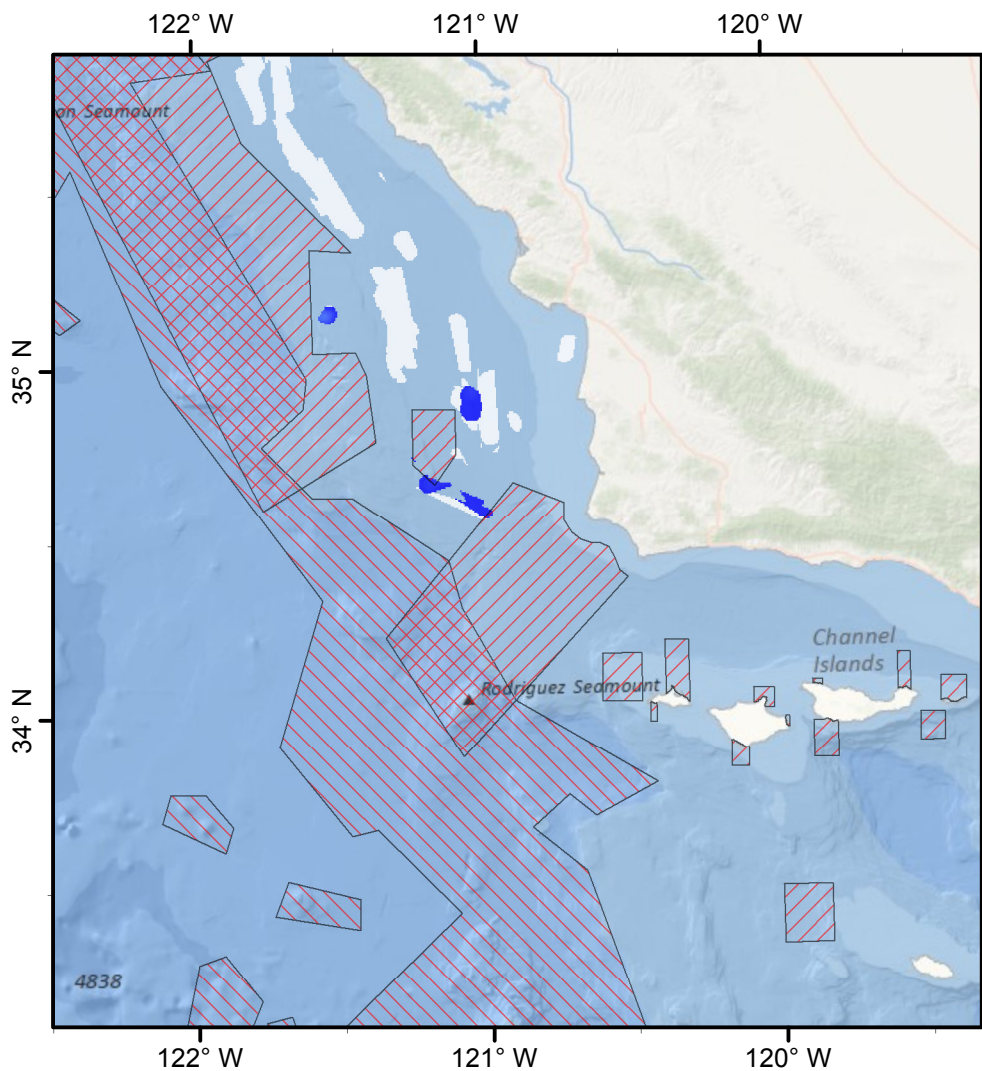 122° W 121° W 120° W
on Seamount
35° N
Channel
Islands
Rodriguez Seamount
34° N
4838
122° W 121° W 120° W